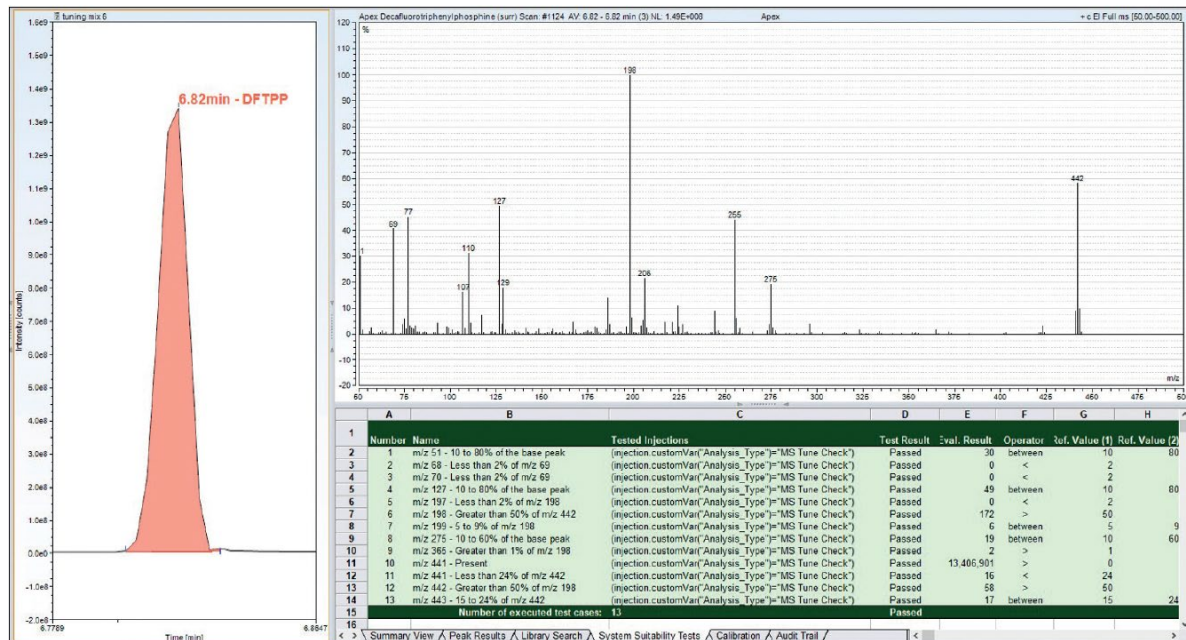 tuning mix 6
1.6e9
1.5e9
1.4e9
1.3e9
1.2e9
1.1e9
1.0e9
9.0e8
8.0e8
7.0e8
6.0e8
5.0e8
4.0e8
3.0e8
2.0e8
1.0e8
0.0e0
-1.0e8
-2.0e8
Intensity [counts]
6.82min - DFTPP
6.7789
6.8647
Time [min]
Apex Decafluorotriphenylphosphine (surr) Scan: #1124 AV: 6.82 - 6.82 min (3) NL: 1.49E+008 Apex + c EI Full ms [50.00-500.00]
%
120
110
100
90
80
70
60
50
40
30
20
10
0
-10
-20
1
69
77
107
110
127
129
198
206
255
275
442
m/z
60 75 100 125 150 175 200 225 250 275 300 325 350 375 400 425 450 475 500
A B C D E F G H
1 Number Name Tested Injections Test Result Eval. Result Operator Ref. Value (1) Ref. Value (2)
2 1 m/z 51 - 10 to 80% of the base peak (injection.customVar("Analysis_Type")="MS Tune Check") Passed 30 between 10 80
3 2 m/z 68 - Less than 2% of m/z 69 (injection.customVar("Analysis_Type")="MS Tune Check") Passed 0 < 2
4 3 m/z 70 - Less than 2% of m/z 69 (injection.customVar("Analysis_Type")="MS Tune Check") Passed 0 < 2
5 4 m/z 127 - 10 to 80% of the base peak (injection.customVar("Analysis_Type")="MS Tune Check") Passed 49 between 10 80
6 5 m/z 197 - Less than 2% of m/z 198 (injection.customVar("Analysis_Type")="MS Tune Check") Passed 0 < 2
7 6 m/z 198 - Greater than 50% of m/z 442 (injection.customVar("Analysis_Type")="MS Tune Check") Passed 172 > 50
8 7 m/z 199 - 5 to 9% of m/z 198 (injection.customVar("Analysis_Type")="MS Tune Check") Passed 6 between 5 9
9 8 m/z 275 - 10 to 60% of the base peak (injection.customVar("Analysis_Type")="MS Tune Check") Passed 19 between 10 60
10 9 m/z 365 - Greater than 1% of m/z 198 (injection.customVar("Analysis_Type")="MS Tune Check") Passed 2 > 1
11 10 m/z 441 - Present (injection.customVar("Analysis_Type")="MS Tune Check") Passed 13,406,901 > 0
12 11 m/z 441 - Less than 24% of m/z 442 (injection.customVar("Analysis_Type")="MS Tune Check") Passed 16 < 24
13 12 m/z 442 - Greater than 50% of m/z 198 (injection.customVar("Analysis_Type")="MS Tune Check") Passed 58 > 50
14 13 m/z 443 - 15 to 24% of m/z 442 (injection.customVar("Analysis_Type")="MS Tune Check") Passed 17 between 15 24
15 Number of executed test cases: 13 Passed
16
Summary View Peak Results Library Search System Suitability Tests Calibration Audit Trail